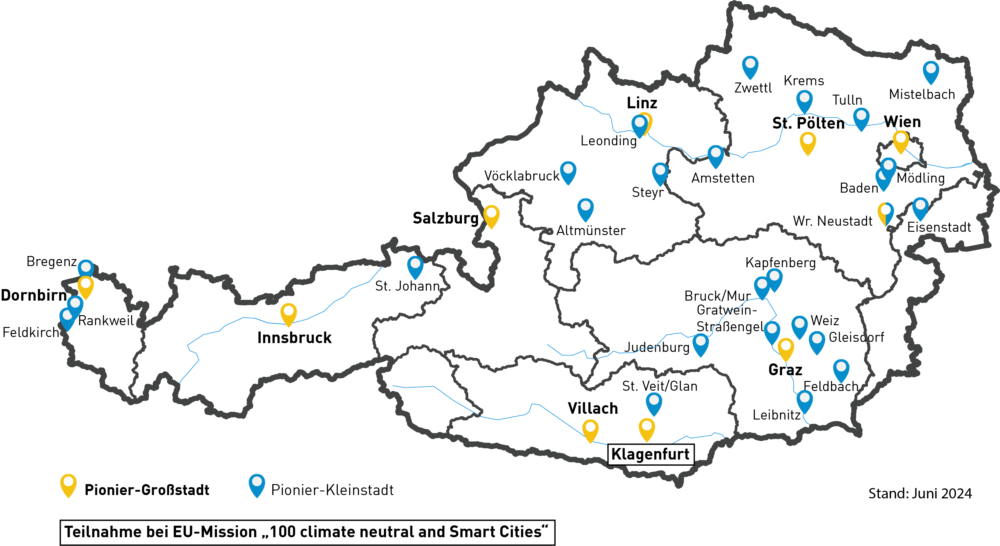 Zwettl
Krems
Tulln
Mistelbach
Linz
St. Pölten
Wien
Leonding
Vöcklabruck
Steyr
Amstetten
Mödling
Baden
Salzburg
Altmünster
Wr. Neustadt
Eisenstadt
Bregenz
Dornbirn
Rankweil
Feldkirch
St. Johann
Innsbruck
Kapfenberg
Bruck/Mur
Gratwein-
Straßengel
Weiz
Gleisdorf
Judenburg
Graz
Feldbach
Leibnitz
St. Veit/Glan
Villach
Klagenfurt
Pionier-Großstadt
Pionier-Kleinstadt
Stand: Juni 2024
Teilnahme bei EU-Mission „100 climate neutral and Smart Cities“